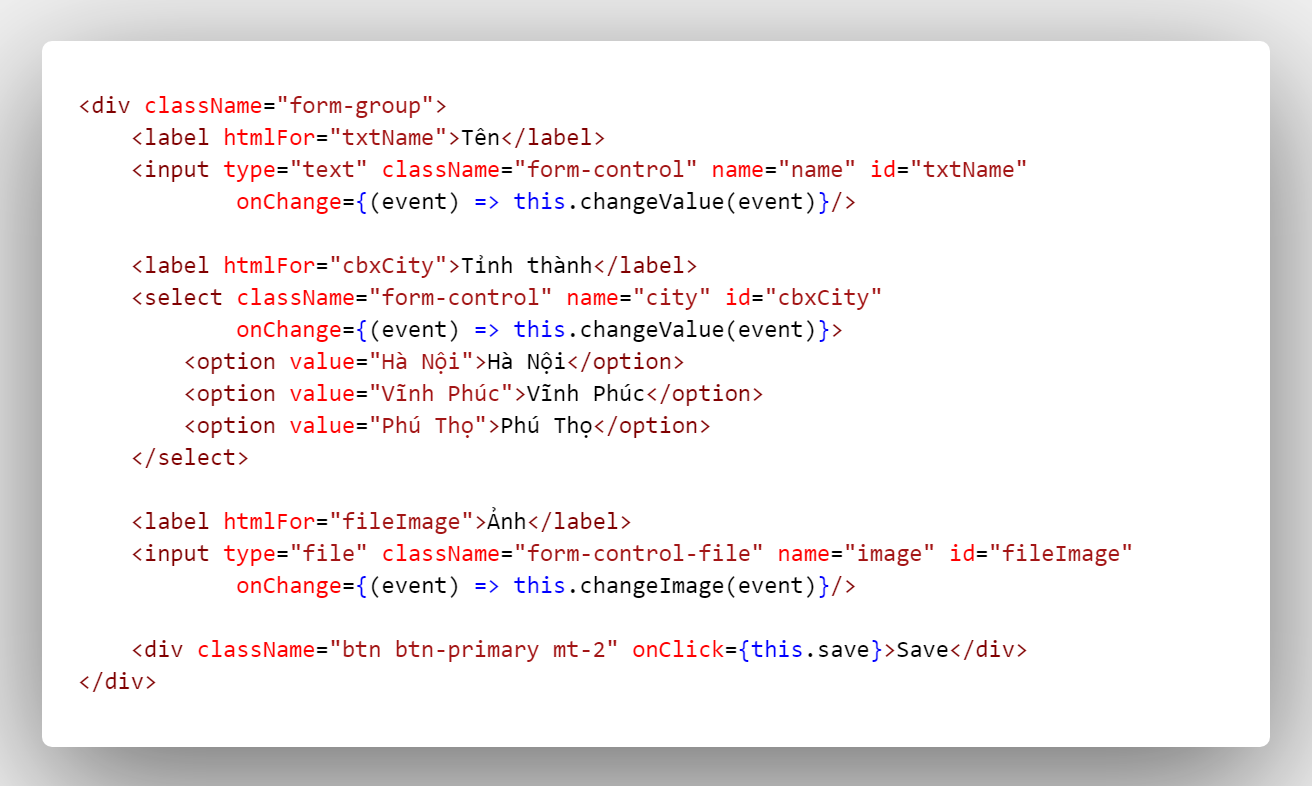 <div className="form-group">
    <label htmlFor="txtName">Tên</label>
    <input type="text" className="form-control" name="name" id="txtName"
            onChange={(event) => this.changeValue(event)}/>

    <label htmlFor="cbxCity">Tỉnh thành</label>
    <select className="form-control" name="city" id="cbxCity"
            onChange={(event) => this.changeValue(event)}>
        <option value="Hà Nội">Hà Nội</option>
        <option value="Vĩnh Phúc">Vĩnh Phúc</option>
        <option value="Phú Thọ">Phú Thọ</option>
    </select>

    <label htmlFor="fileImage">Ảnh</label>
    <input type="file" className="form-control-file" name="image" id="fileImage"
            onChange={(event) => this.changeImage(event)}/>

    <div className="btn btn-primary mt-2" onClick={this.save}>Save</div>
</div>